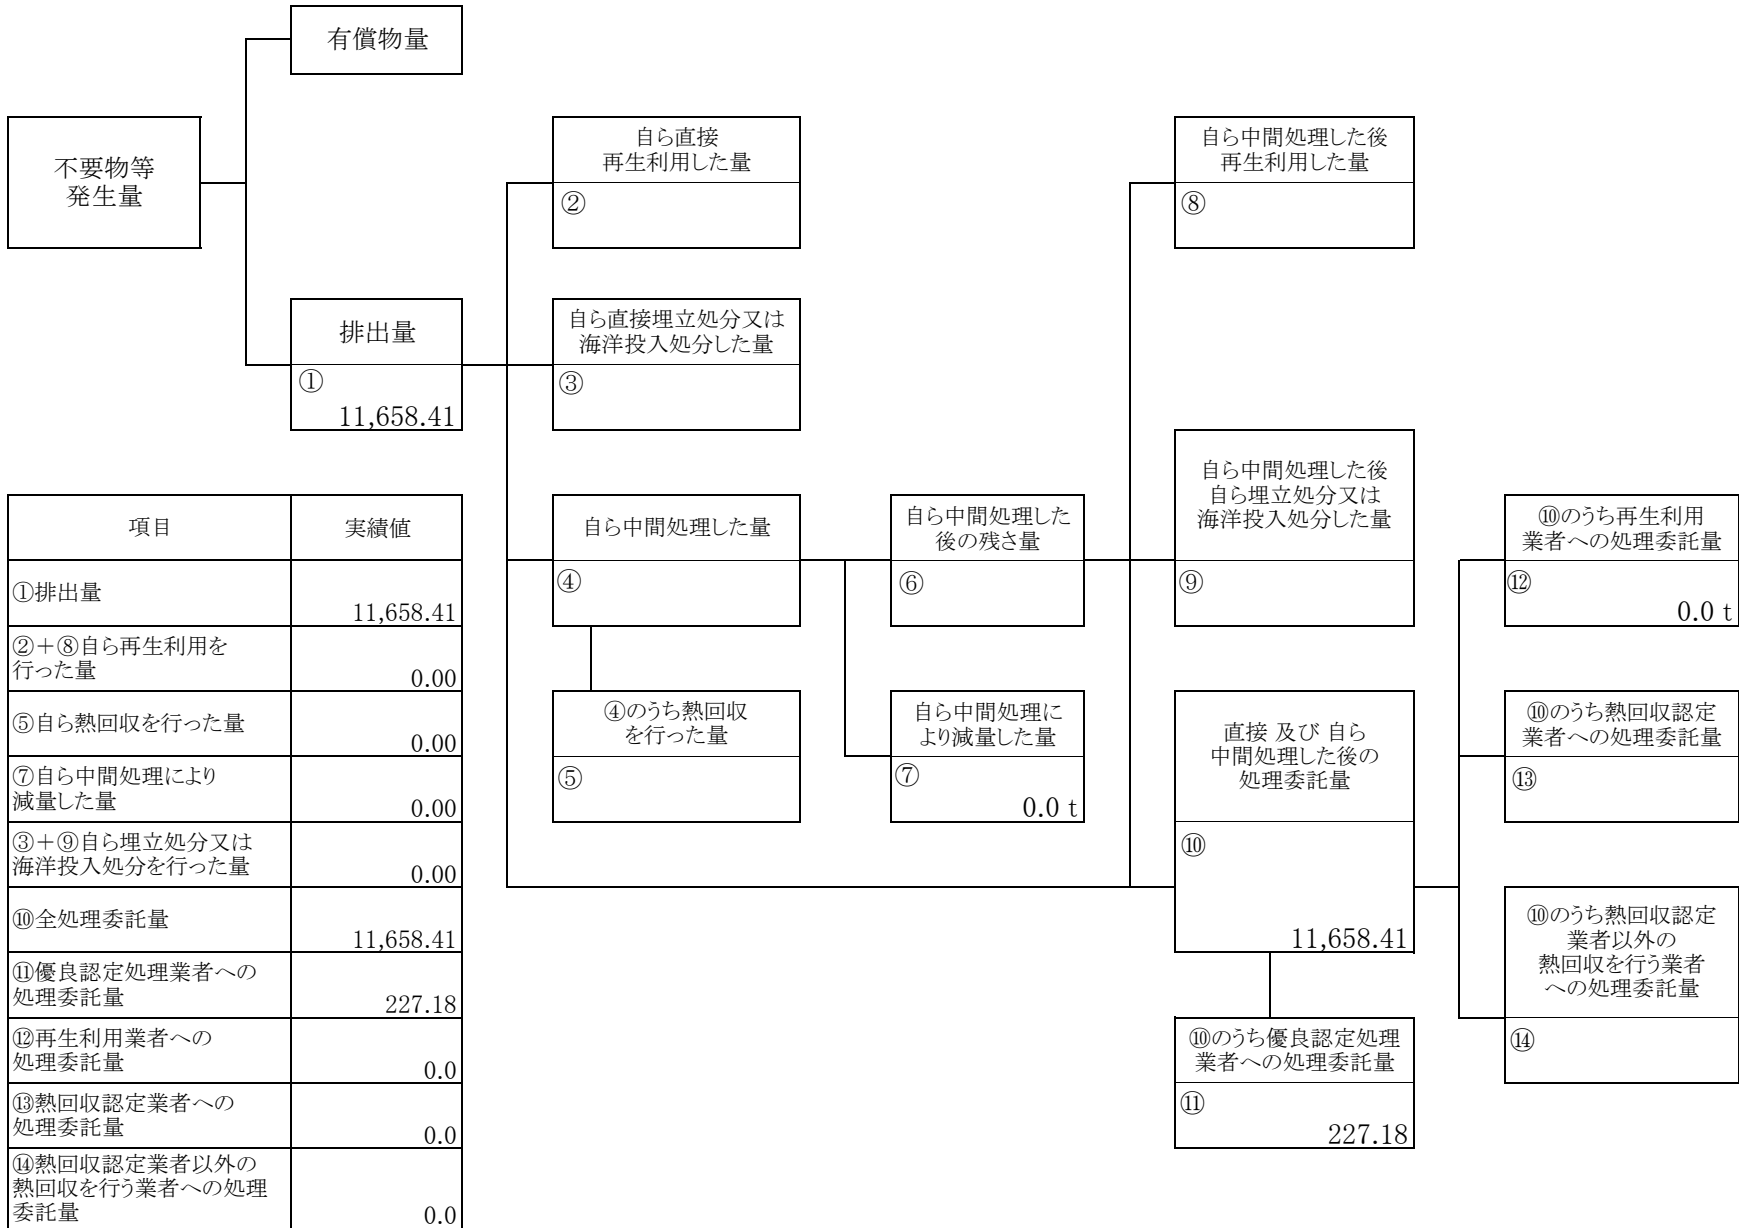 有償物量
不要物等
発生量
自ら直接
再生利用した量
②
自ら中間処理した後
再生利用した量
⑧
排出量
①
11,658.41
自ら直接埋立処分又は
海洋投入処分した量
③
自ら中間処理した量
④
自ら中間処理した
後の残さ量
⑥
自ら中間処理した後
自ら埋立処分又は
海洋投入処分した量
⑨
⑩のうち再生利用
業者への処理委託量
⑫
0.0 t
④のうち熱回収
を行った量
⑤
自ら中間処理に
より減量した量
⑦
0.0 t
直接 及び 自ら
中間処理した後の
処理委託量
⑩
11,658.41
⑩のうち熱回収認定
業者への処理委託量
⑬
⑩のうち熱回収認定
業者以外の
熱回収を行う業者
への処理委託量
⑭
⑩のうち優良認定処理
業者への処理委託量
⑪
227.18
項目 実績値
①排出量
11,658.41
②+⑧自ら再生利用を
行った量
0.00
⑤自ら熱回収を行った量
0.00
⑦自ら中間処理により
減量した量
0.00
③+⑨自ら埋立処分又は
海洋投入処分を行った量
0.00
⑩全処理委託量
11,658.41
⑪優良認定処理業者への
処理委託量
227.18
⑫再生利用業者への
処理委託量
0.0
⑬熱回収認定業者への
処理委託量
0.0
⑭熱回収認定業者以外の
熱回収を行う業者への処理
委託量
0.0